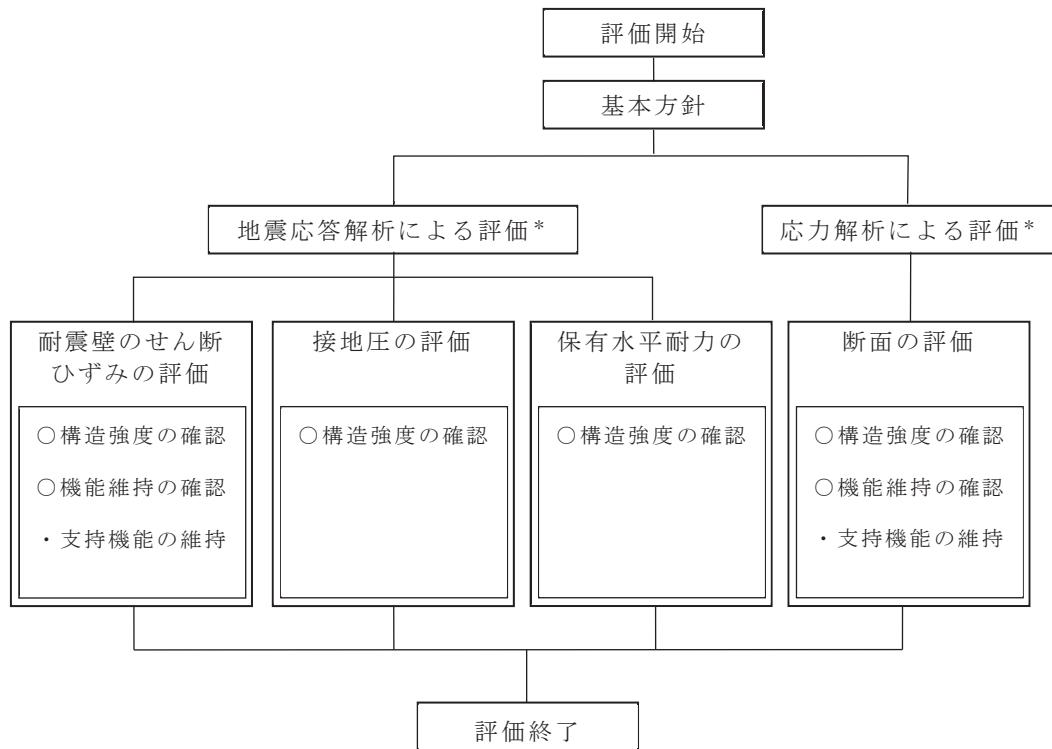 評価開始
基本方針
地震応答解析による評価*
応力解析による評価*
耐震壁のせん断
ひずみの評価
○構造強度の確認
○機能維持の確認
・支持機能の維持
接地圧の評価
○構造強度の確認
保有水平耐力の
評価
○構造強度の確認
断面の評価
○構造強度の確認
○機能維持の確認
・支持機能の維持
評価終了